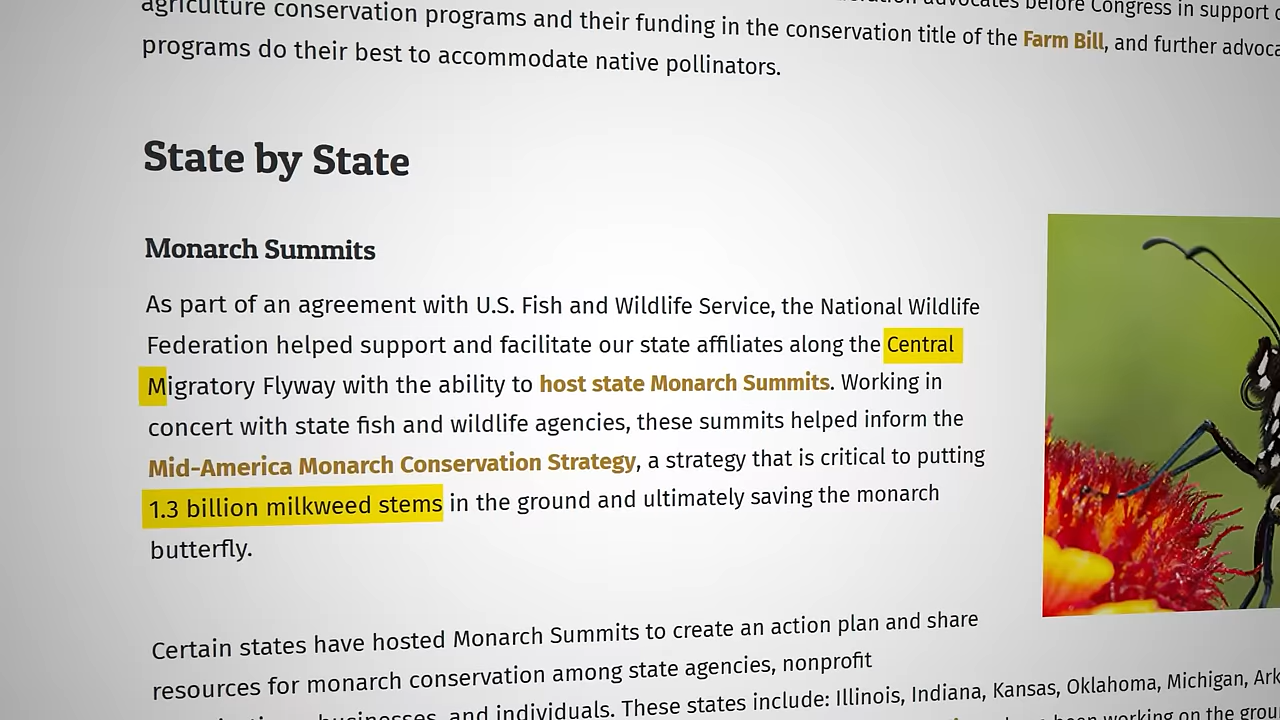 agriculture conservation programs and their funding in the conservation title of the Farm Bill, and further advoca
programs do their best to accommodate native pollinators.
State by State
Monarch Summits
As part of an agreement with U.S. Fish and Wildlife Service, the National Wildlife
Federation helped support and facilitate our state affiliates along the Central
Migratory Flyway with the ability to host state Monarch Summits. Working in
concert with state fish and wildlife agencies, these summits helped inform the
Mid-America Monarch Conservation Strategy, a strategy that is critical to putting
1.3 billion milkweed stems in the ground and ultimately saving the monarch
butterfly.
Certain states have hosted Monarch Summits to create an action plan and share
resources for monarch conservation among state agencies, nonprofit
businesses, and individuals. These states include: Illinois, Indiana, Kansas, Oklahoma, Michigan, Ark